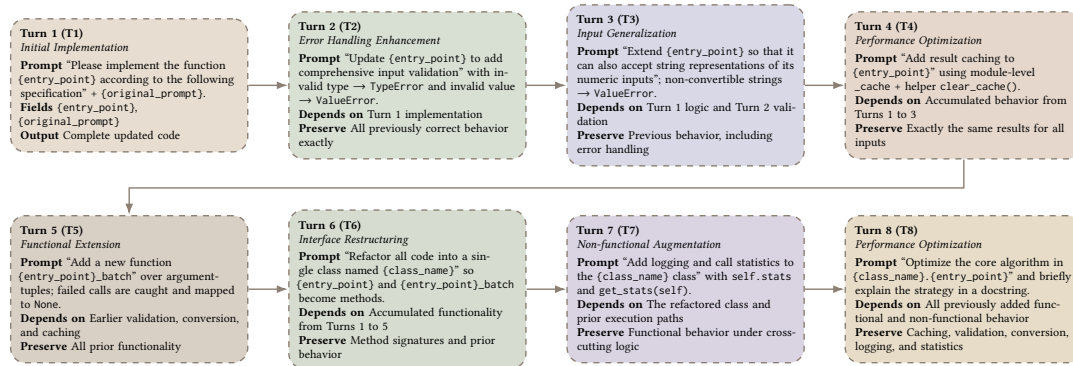 Turn 1 (T1)
Initial Implementation
Prompt “Please implement the function
{entry_point} according to the following
specification” + {original_prompt}.
Fields {entry_point},
{original_prompt}
Output Complete updated code
Turn 2 (T2)
Error Handling Enhancement
Prompt “Update {entry_point} to add
comprehensive input validation” with in-
valid type → TypeError and invalid value
→ ValueError.
Depends on Turn 1 implementation
Preserve All previously correct behavior
exactly
Turn 3 (T3)
Input Generalization
Prompt “Extend {entry_point} so that it
can also accept string representations of its
numeric inputs”; non-convertible strings
→ ValueError.
Depends on Turn 1 logic and Turn 2 vali-
dation
Preserve Previous behavior, including
error handling
Turn 4 (T4)
Performance Optimization
Prompt “Add result caching to
{entry_point}” using module-level
_cache + helper clear_cache().
Depends on Accumulated behavior from
Turns 1 to 3
Preserve Exactly the same results for all
inputs
Turn 5 (T5)
Functional Extension
Prompt “Add a new function
{entry_point}_batch” over argument-
tuples; failed calls are caught and mapped
to None.
Depends on Earlier validation, conversion,
and caching
Preserve All prior functionality
Turn 6 (T6)
Interface Restructuring
Prompt “Refactor all code into a sin-
gle class named {class_name}” so
{entry_point} and {entry_point}_batch
become methods.
Depends on Accumulated functionality
from Turns 1 to 5
Preserve Method signatures and prior
behavior
Turn 7 (T7)
Non-functional Augmentation
Prompt “Add logging and call statistics to
the {class_name} class” with self.stats
and get_stats(self).
Depends on The refactored class and
prior execution paths
Preserve Functional behavior under cross-
cutting logic
Turn 8 (T8)
Performance Optimization
Prompt “Optimize the core algorithm in
{class_name}.{entry_point}” and briefly
explain the strategy in a docstring.
Depends on All previously added func-
tional and non-functional behavior
Preserve Caching, validation, conversion,
logging, and statistics